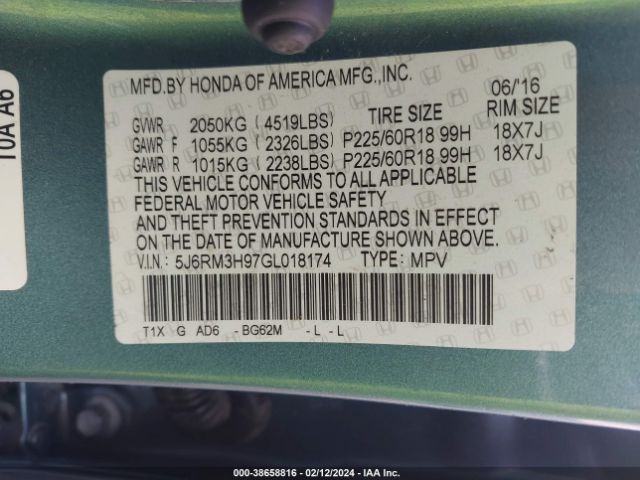 10A A6
MFD.BY HONDA OF AMERICA MFG.,INC. 06/'16
GVWR 2050KG ( 4519LBS) TIRE SIZE RIM SIZE
GAWR F 1055KG ( 2326LBS) P225/60R18 99H 18X7J
GAWR R 1015KG ( 2238LBS) P225/60R18 99H 18X7J
THIS VEHICLE CONFORMS TO ALL APPLICABLE
FEDERAL MOTOR VEHICLE SAFETY
AND THEFT PREVENTION STANDARDS IN EFFECT
ON THE DATE OF MANUFACTURE SHOWN ABOVE.
V.I.N: 5J6RM3H97GL018174 TYPE: MPV
T1X G AD6 -BG62M -L -L
000-38658816 - 02/12/2024 - IAA Inc.